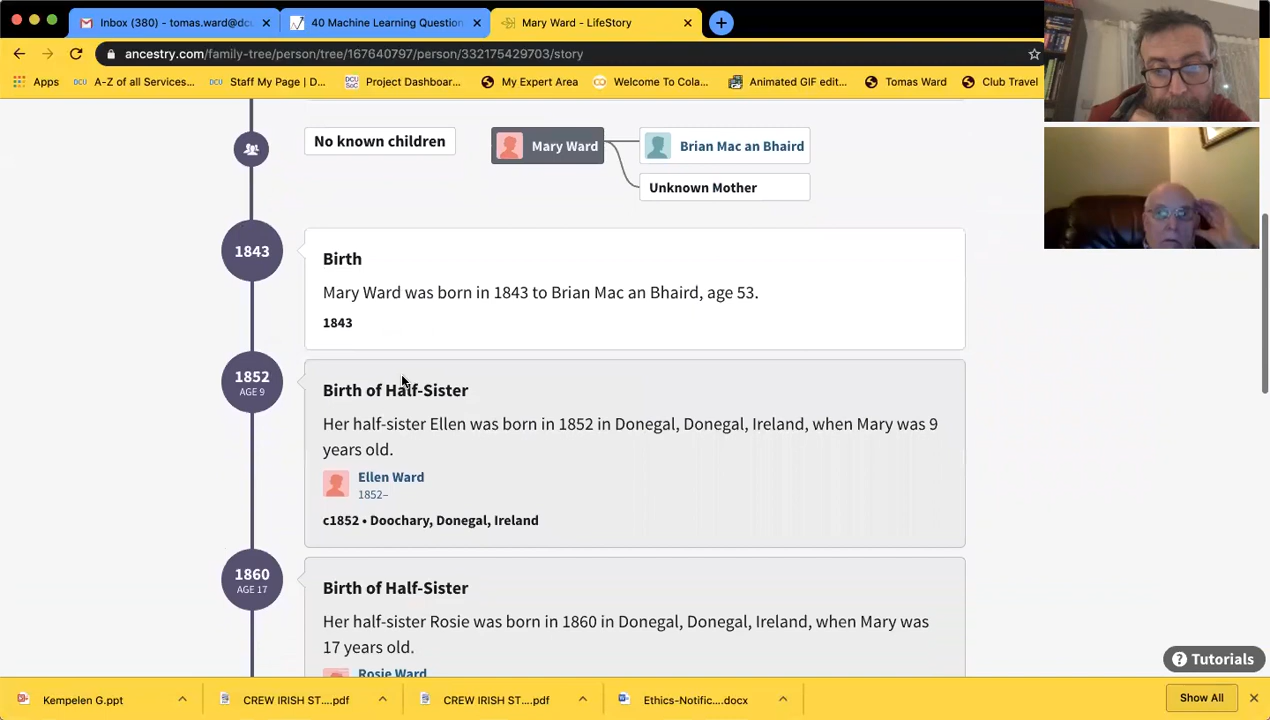 Inbox (380) - tomas.ward@dcu
40 Machine Learning Question
Mary Ward - LifeStory
ancestry.com/family-tree/person/tree/167640797/person/332175429703/story
Apps
DCU A-Z of all Services...
DCU Staff My Page | D...
DCU SoC Project Dashboar...
My Expert Area
CO Welcome To Cola...
Animated GIF edit...
Tomas Ward
Club Travel
No known children
Mary Ward
Brian Mac an Bhaird
Unknown Mother
1843
Birth
Mary Ward was born in 1843 to Brian Mac an Bhaird, age 53.
1843
1852
AGE 9
Birth of Half-Sister
Her half-sister Ellen was born in 1852 in Donegal, Donegal, Ireland, when Mary was 9
years old.
Ellen Ward
1852–
c1852 • Doochary, Donegal, Ireland
1860
AGE 17
Birth of Half-Sister
Her half-sister Rosie was born in 1860 in Donegal, Donegal, Ireland, when Mary was
17 years old.
Rosie Ward
? Tutorials
Kempelen G.ppt
CREW IRISH ST....pdf
CREW IRISH ST....pdf
Ethics-Notific....docx
Show All